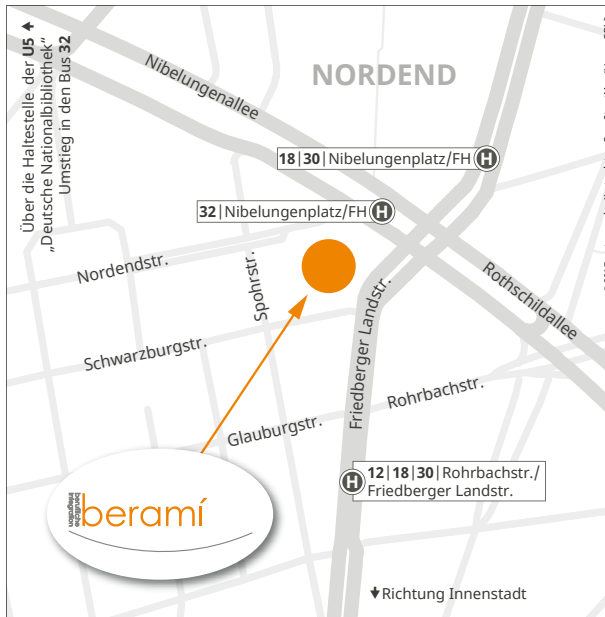 Über die Haltestelle der U5
„Deutsche Nationalbibliothek“
Umstieg in den Bus 32
Nibelungenallee
NORDEND
18|30|Nibelungenplatz/FH H
32|Nibelungenplatz/FH H
Nordendstr.
Spohrstr.
Rothschildallee
Schwarzburgstr.
Friedberger Landstr.
Rohrbachstr.
Glauburgstr.
H 12|18|30|Rohrbachstr./
Friedberger Landstr.
berufliche
integration
beramí
Richtung Innenstadt